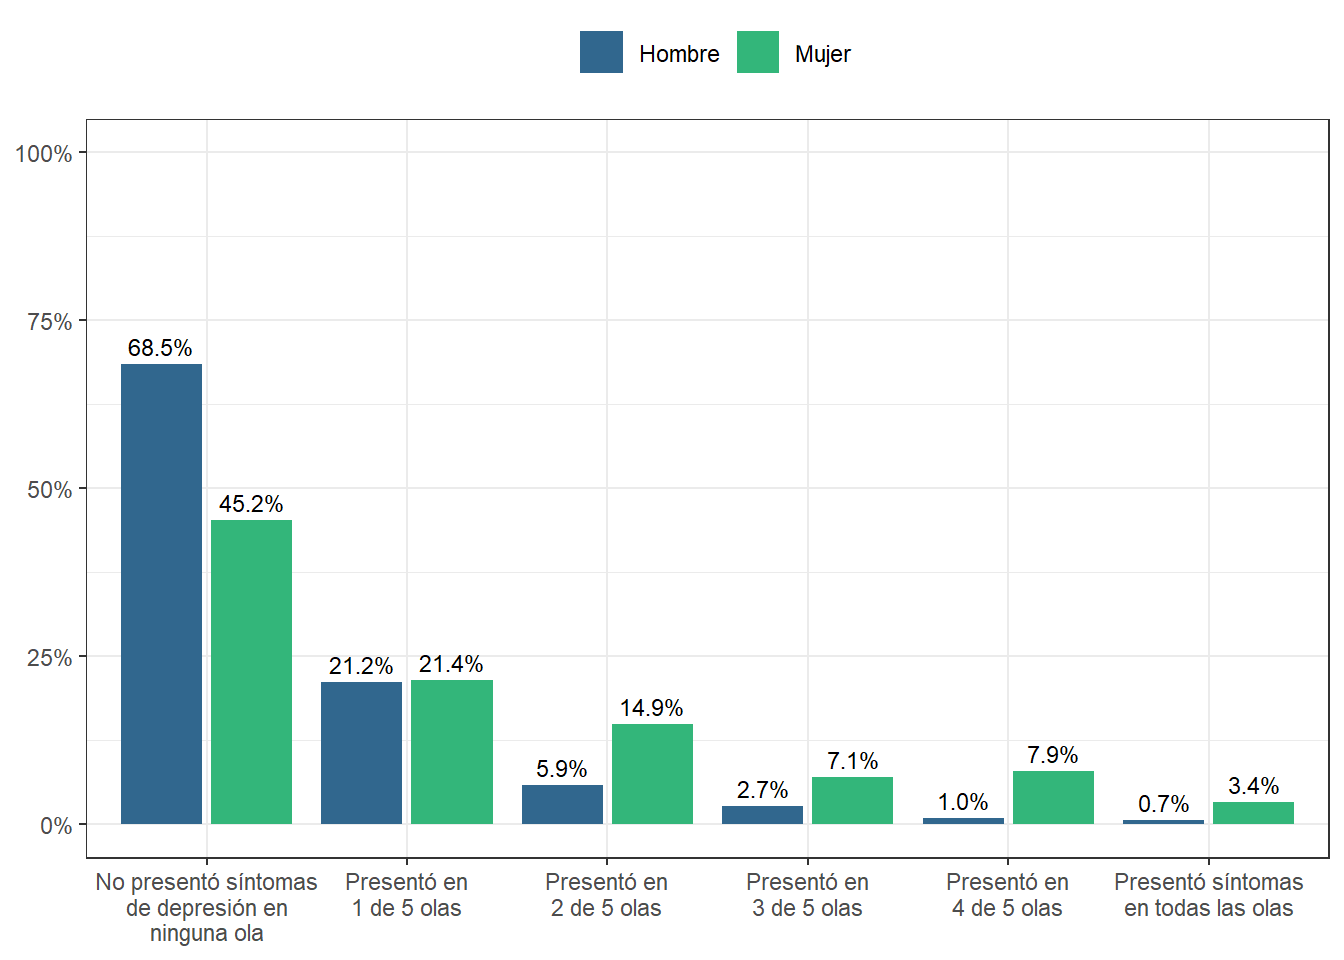 Hombre Mujer
100%
75%
50%
25%
0%
68.5%
45.2%
21.2%
21.4%
5.9%
14.9%
2.7%
7.1%
1.0%
7.9%
0.7%
3.4%
No presentó síntomas
de depresión en
ninguna ola
Presentó en
1 de 5 olas
Presentó en
2 de 5 olas
Presentó en
3 de 5 olas
Presentó en
4 de 5 olas
Presentó síntomas
en todas las olas